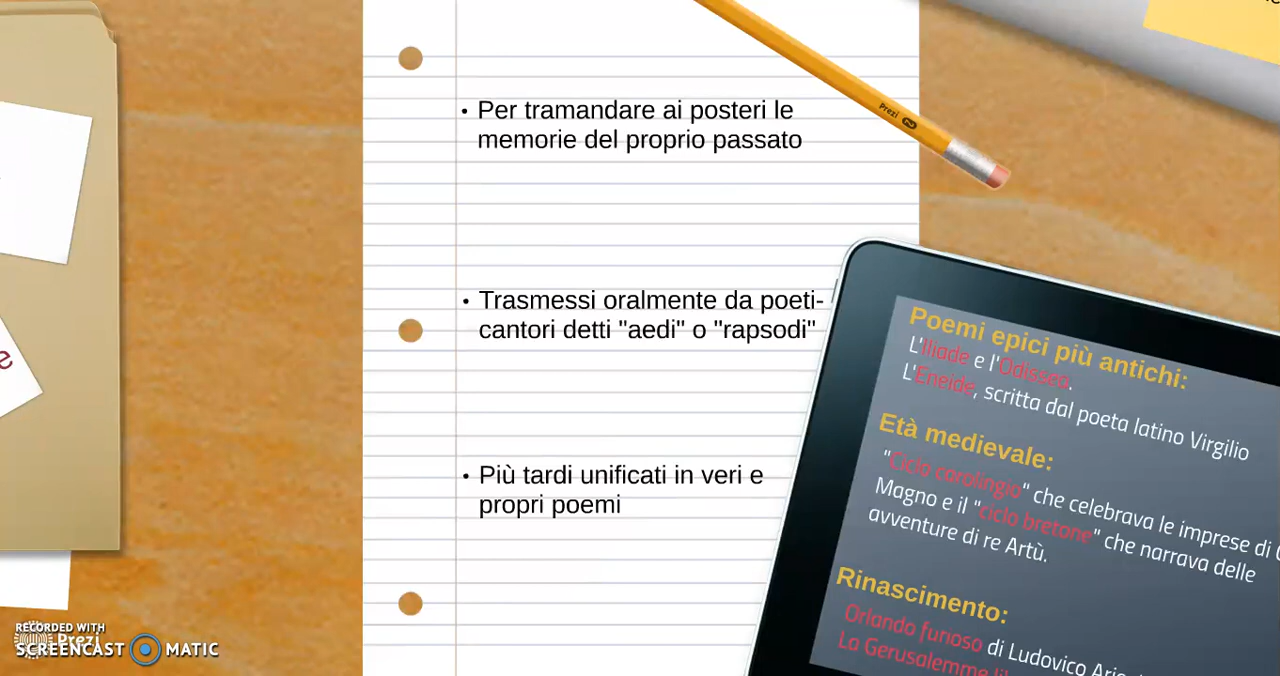 Per tramandare ai posteri le
memorie del proprio passato
Trasmessi oralmente da poeti-
cantori detti "aedi" o "rapsodi"
Più tardi unificati in veri e
propri poemi
Prezi
Poemi epici più antichi:
L'Iliade e l'Odissea.
L'Eneide, scritta dal poeta latino Virgilio
Età medievale:
"Ciclo carolingio" che celebrava le imprese di
Magno e il "ciclo bretone" che narrava delle
avventure di re Artù.
Rinascimento:
Orlando furioso di Ludovico
La Gerusalemme
e
RECORDED WITH
Prezi
SCREENCAST MATIC